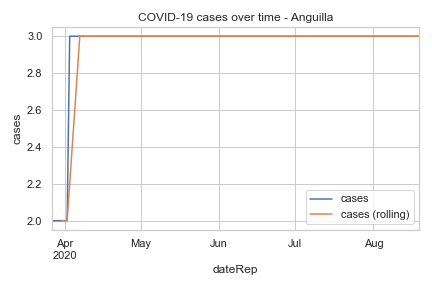 COVID-19 cases over time - Anguilla
cases
3.0
2.8
2.6
2.4
2.2
2.0
cases
cases (rolling)
Apr May Jun Jul Aug
2020
dateRep